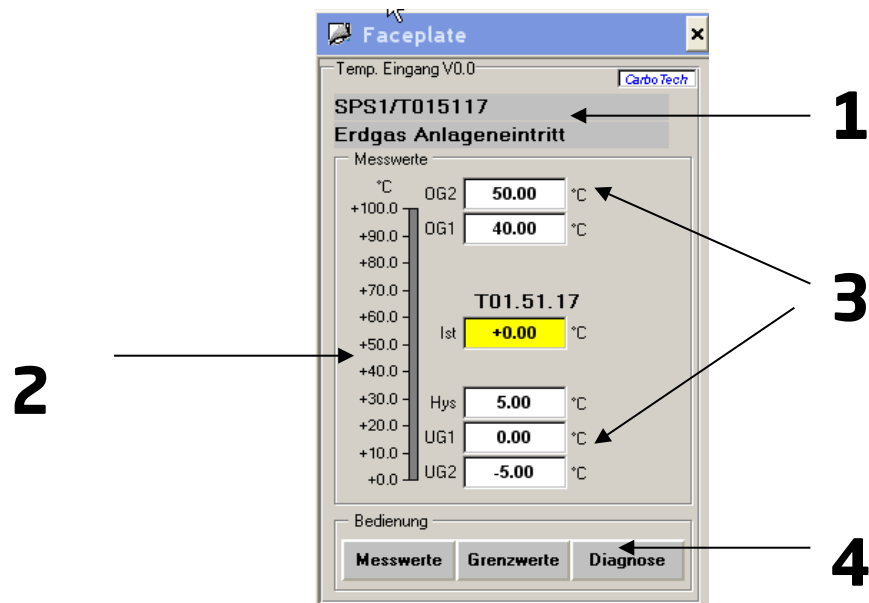 Faceplate
Temp. Eingang V0.0
CarboTech
SPS1/T015117
Erdgas Anlageneintritt
1
Messwerte
°C
+100.0
+90.0
+80.0
+70.0
+60.0
+50.0
+40.0
+30.0
+20.0
+10.0
+0.0
OG2 50.00 °C
OG1 40.00 °C
T01.51.17
Ist +0.00 °C
Hys 5.00 °C
UG1 0.00 °C
UG2 -5.00 °C
2
3
Bedienung
Messwerte Grenzwerte Diagnose
4